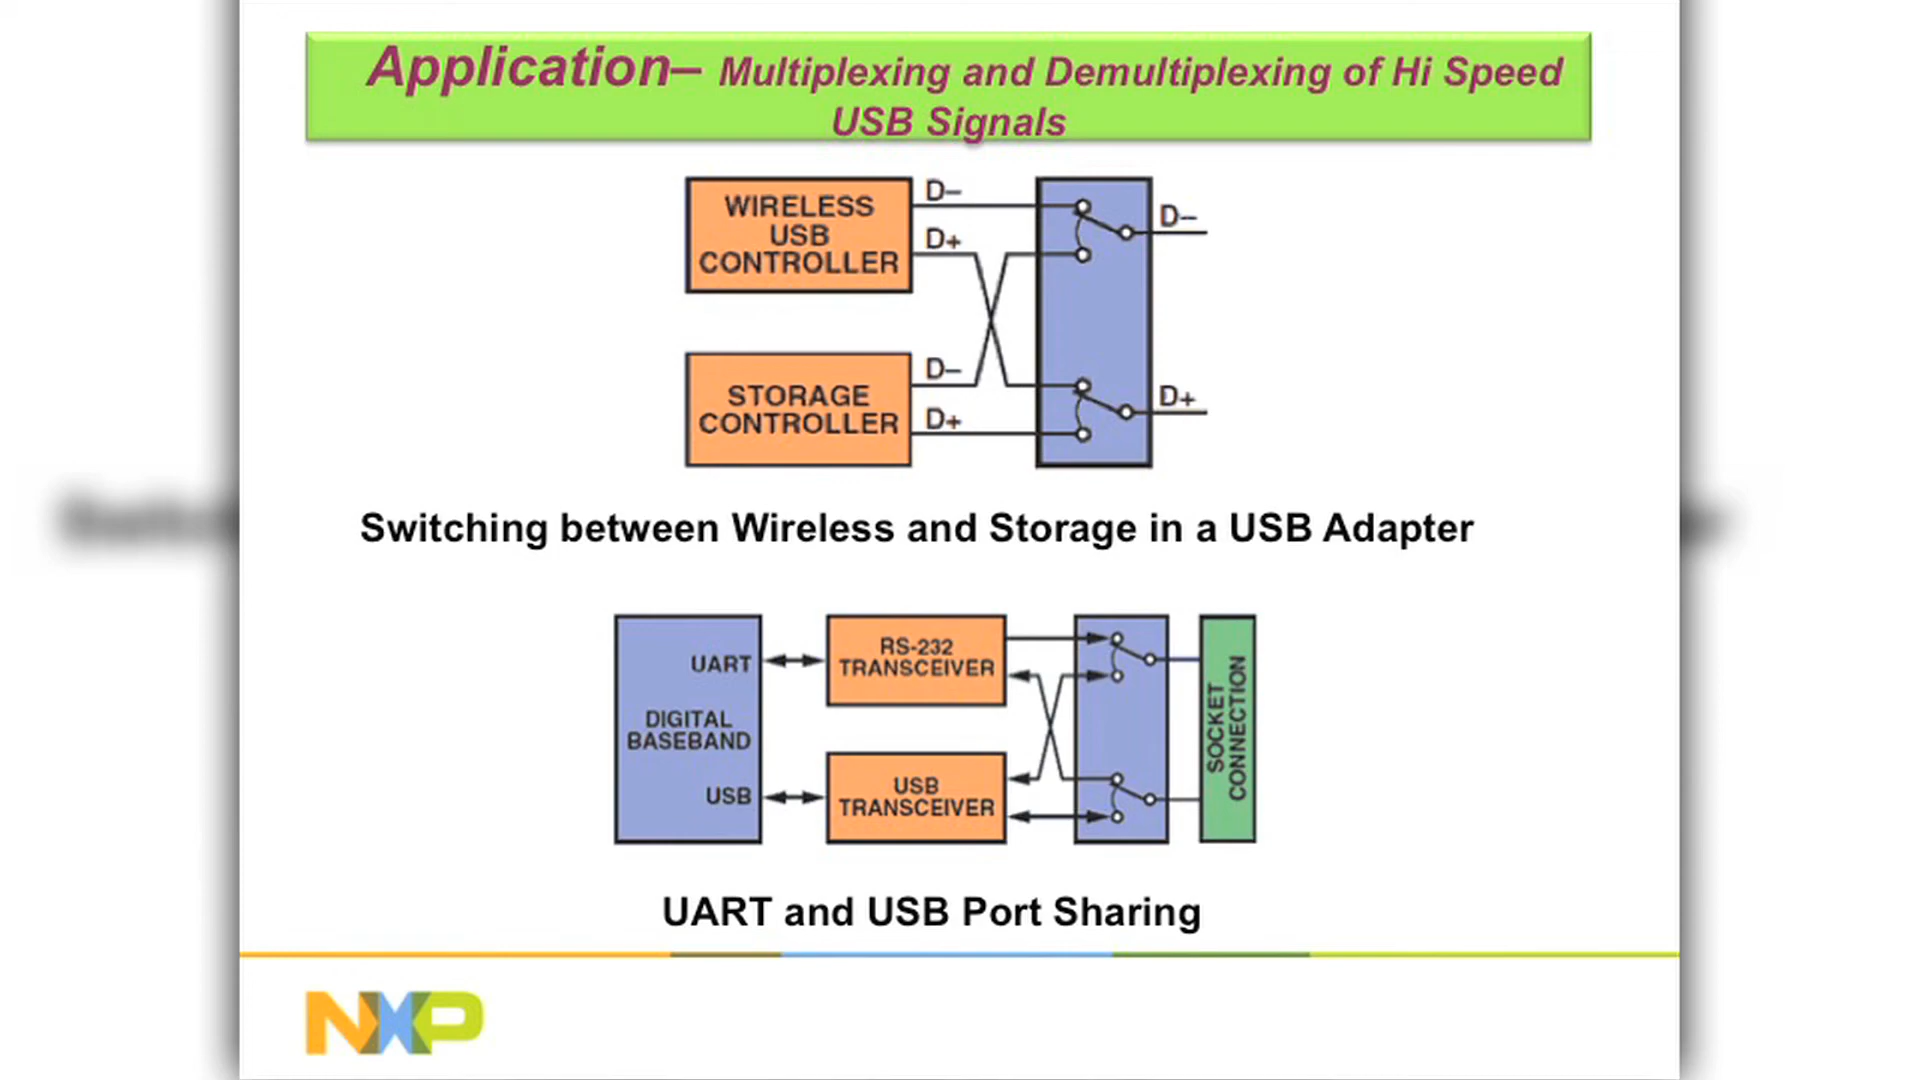 Application– Multiplexing and Demultiplexing of Hi Speed
USB Signals
WIRELESS
USB
CONTROLLER
D–
D+
D–
D+
STORAGE
CONTROLLER
D–
D+
Switching between Wireless and Storage in a USB Adapter
UART
DIGITAL
BASEBAND
USB
RS-232
TRANSCEIVER
USB
TRANSCEIVER
SOCKET
CONNECTION
UART and USB Port Sharing
NXP